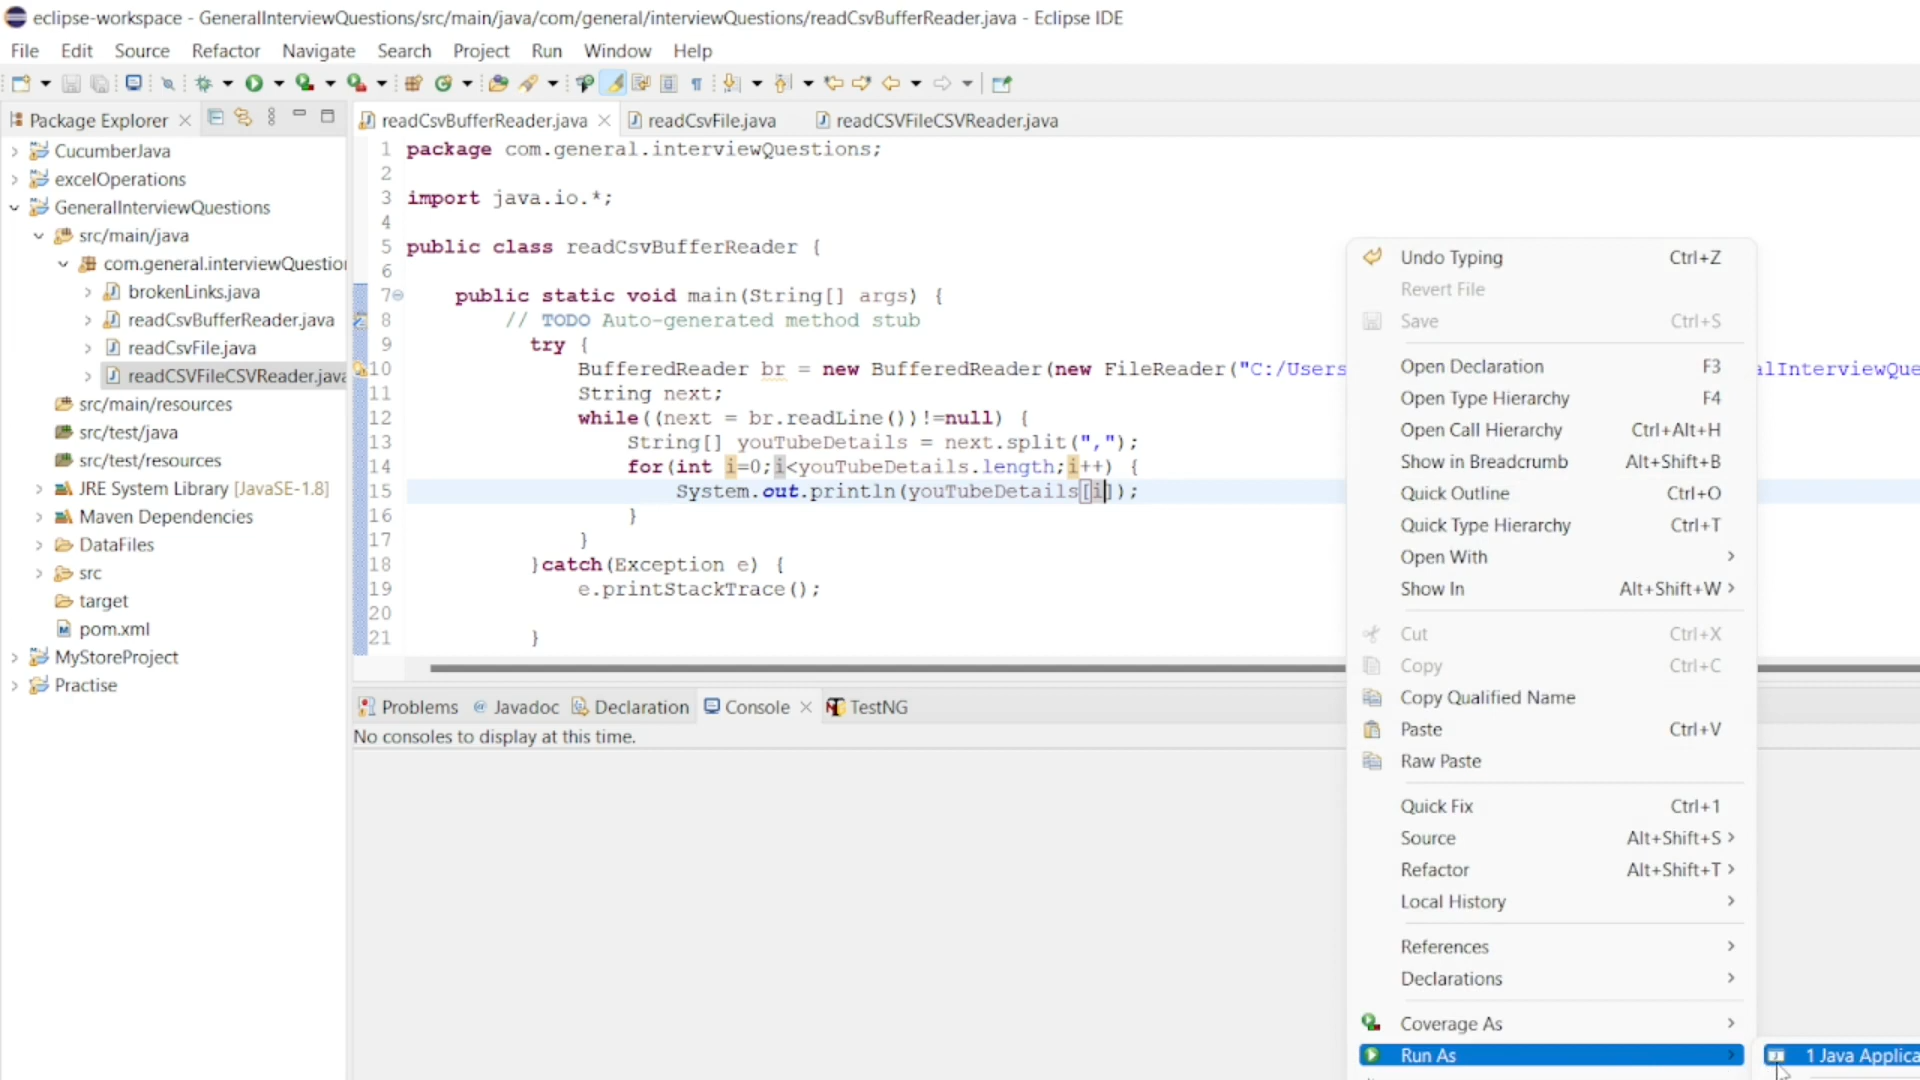 eclipse-workspace - GeneralInterviewQuestions/src/main/java/com/general/interviewQuestions/readCsvBufferReader.java - Eclipse IDE
File Edit Source Refactor Navigate Search Project Run Window Help
Package Explorer
CucumberJava
excelOperations
GeneralInterviewQuestions
src/main/java
com.general.interviewQuestion
brokenLinks.java
readCsvBufferReader.java
readCsvFile.java
readCSVFileCSVReader.java
src/main/resources
src/test/java
src/test/resources
JRE System Library [JavaSE-1.8]
Maven Dependencies
DataFiles
src
target
pom.xml
MyStoreProject
Practise
readCsvBufferReader.java readCsvFile.java readCSVFileCSVReader.java
1 package com.general.interviewQuestions;
2
3 import java.io.*;
4
5 public class readCsvBufferReader {
6
7 public static void main(String[] args) {
8 // TODO Auto-generated method stub
9 try {
10 BufferedReader br = new BufferedReader(new FileReader("C:/Users alInterviewQue
11 String next;
12 while((next = br.readLine())!=null) {
13 String[] youTubeDetails = next.split(",");
14 for(int i=0;i<youTubeDetails.length;i++) {
15 System.out.println(youTubeDetails[i]);
16 }
17 }
18 }catch(Exception e) {
19 e.printStackTrace();
20
21 }
Problems Javadoc Declaration Console TestNG
No consoles to display at this time.
Undo Typing Ctrl+Z
Revert File
Save Ctrl+S
Open Declaration F3
Open Type Hierarchy F4
Open Call Hierarchy Ctrl+Alt+H
Show in Breadcrumb Alt+Shift+B
Quick Outline Ctrl+O
Quick Type Hierarchy Ctrl+T
Open With
Show In Alt+Shift+W
Cut Ctrl+X
Copy Ctrl+C
Copy Qualified Name
Paste Ctrl+V
Raw Paste
Quick Fix Ctrl+1
Source Alt+Shift+S
Refactor Alt+Shift+T
Local History
References
Declarations
Coverage As
Run As
1 Java Applica